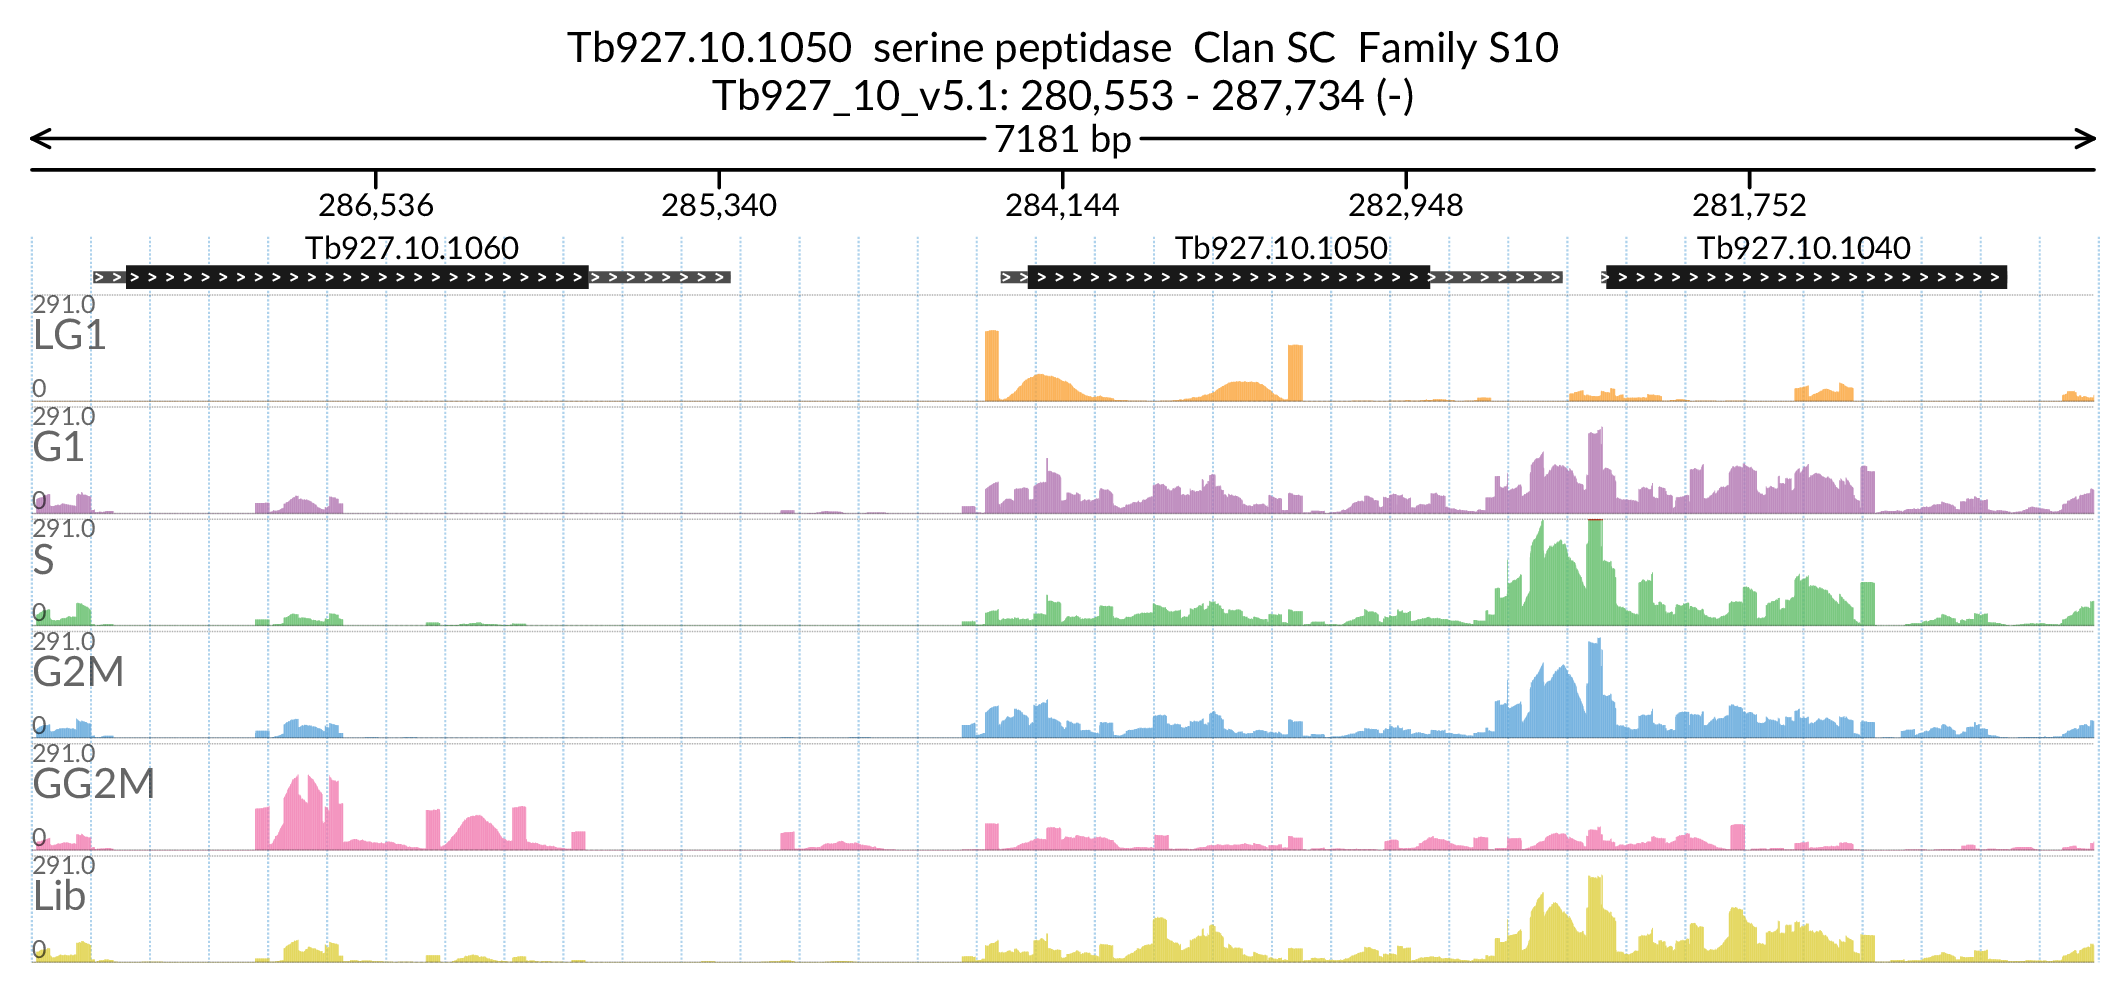 Tb927.10.1050 serine peptidase Clan SC Family S10
Tb927_10_v5.1: 280,553 - 287,734 (-)
7181 bp
286,536 285,340 284,144 282,948 281,752
Tb927.10.1060 Tb927.10.1050 Tb927.10.1040
291.0
LG1
0
291.0
G1
0
291.0
S
0
291.0
G2M
0
291.0
GG2M
0
291.0
Lib
0